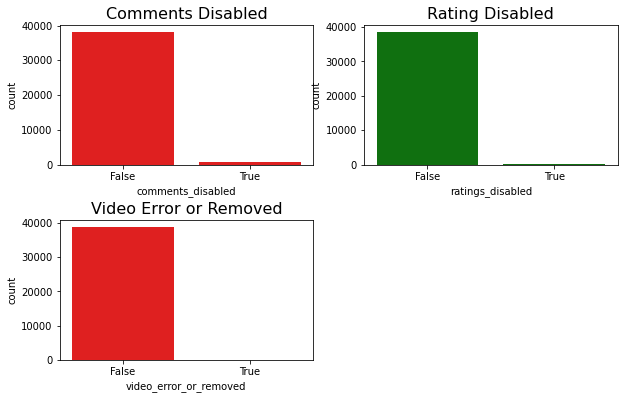 Comments Disabled
40000
30000
20000
10000
0
count
False True
comments_disabled
Rating Disabled
40000
30000
20000
10000
0
count
False True
ratings_disabled
Video Error or Removed
40000
30000
20000
10000
0
count
False True
video_error_or_removed